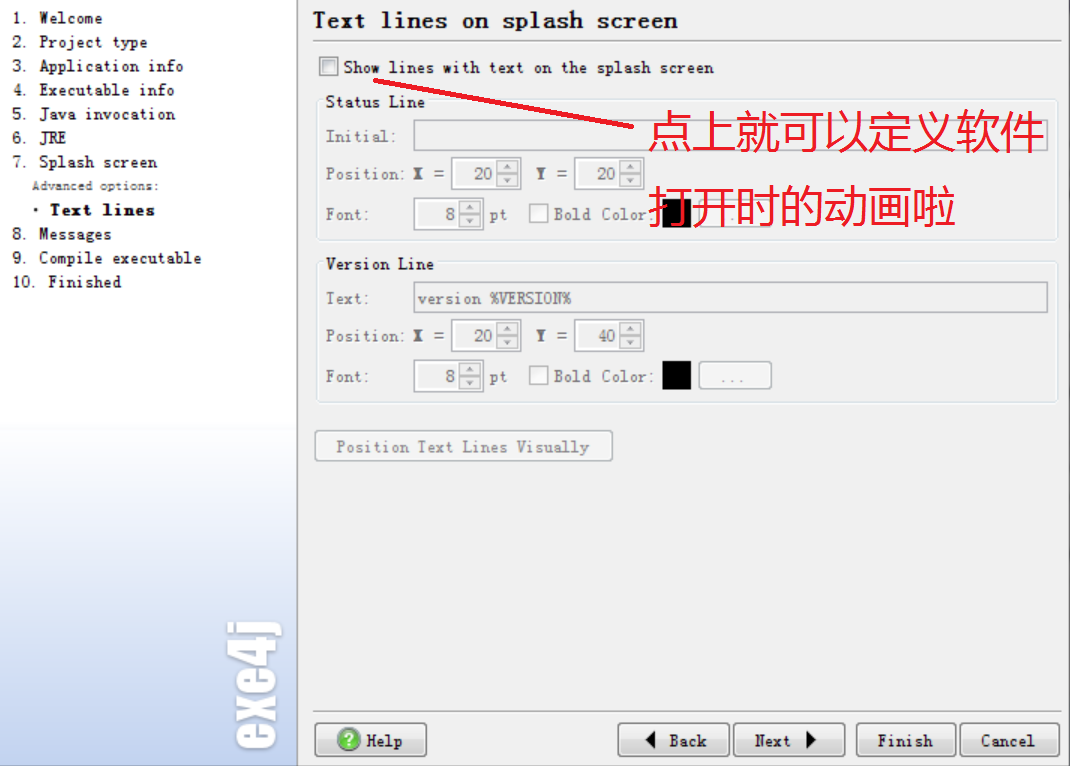 1. Welcome
2. Project type
3. Application info
4. Executable info
5. Java invocation
6. JRE
7. Splash screen
Advanced options:
· Text lines
8. Messages
9. Compile executable
10. Finished
exe4j
Text lines on splash screen
Show lines with text on the splash screen
点上就可以定义软件
打开时的动画啦
Status Line
Initial:
Position: X = 20 Y = 20
Font: 8 pt Bold Color:
Version Line
Text: version %VERSION%
Position: X = 20 Y = 40
Font: 8 pt Bold Color: ...
Position Text Lines Visually
? Help Back Next Finish Cancel